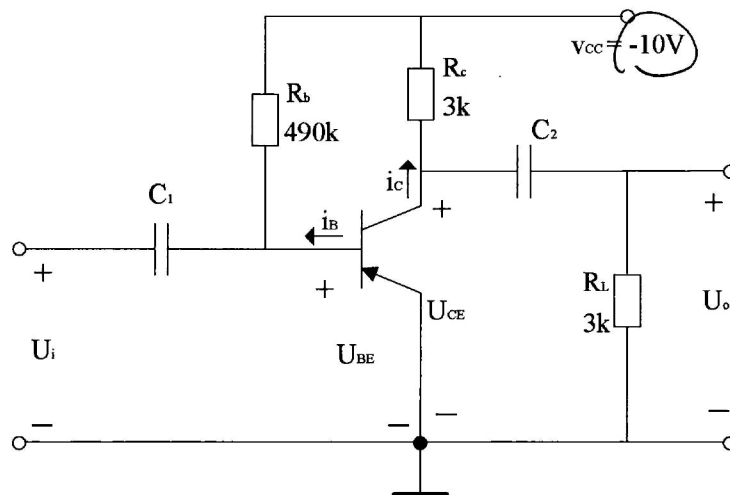 VCC = -10V
Rc
3k
Rb
490k
C2
C1
iC
+
+
iB
+
+
RL
3k
Uo
UCE
Ui
UBE
−
−
−
−